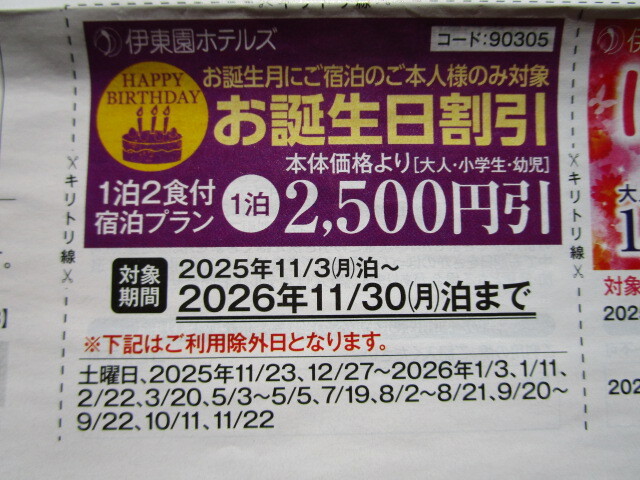 伊東園ホテルズ
コード:90305
HAPPY
BIRTHDAY
お誕生月にご宿泊のご本人様のみ対象
お誕生日割引
本体価格より[大人・小学生・幼児]
1泊2食付
宿泊プラン
1泊
2,500円引
対象
期間
2025年11/3(月)泊~
2026年11/30(月)泊まで
※下記はご利用除外日となります。
土曜日、2025年11/23、12/27~2026年1/3、1/11、
2/22、3/20、5/3~5/5、7/19、8/2~8/21、9/20~
9/22、10/11、11/22
キリトリ線
キリトリ線
対象